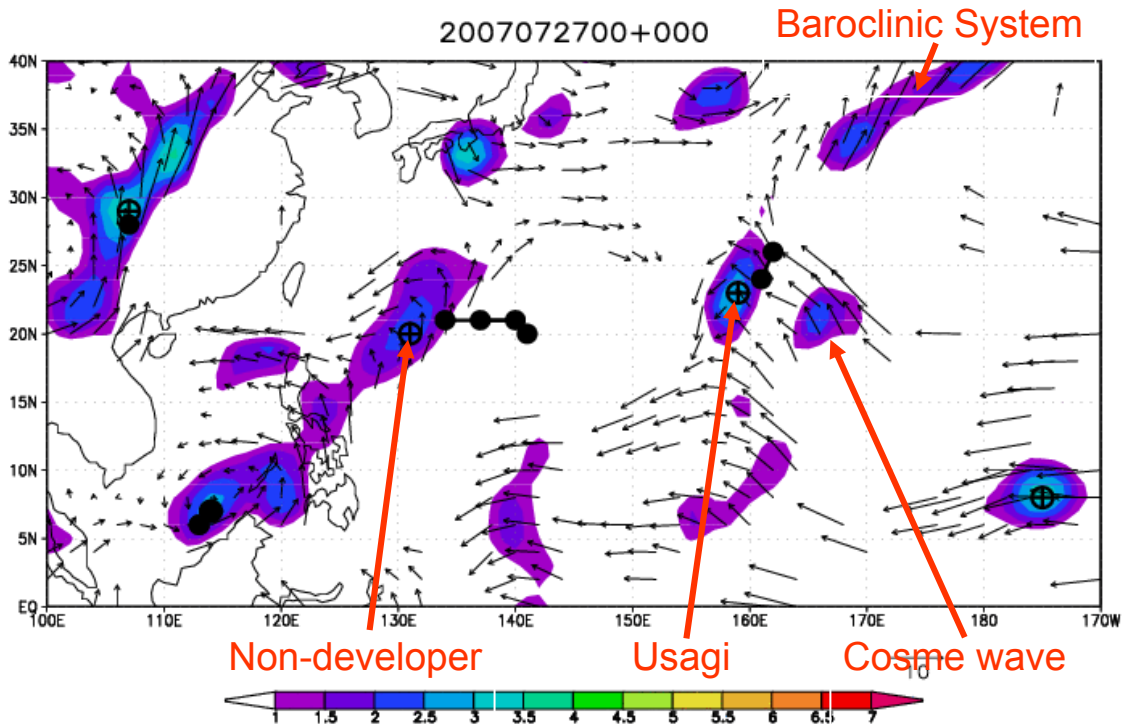 Baroclinic System
2007072700+000
40N
35N
30N
25N
20N
15N
10N
5N
EQ
100E 110E 120E 130E 140E 150E 160E 170E 180 170W
Non-developer Usagi Cosme wave
10
1 1.5 2 2.5 3 3.5 4 4.5 5 5.5 6 6.5 7